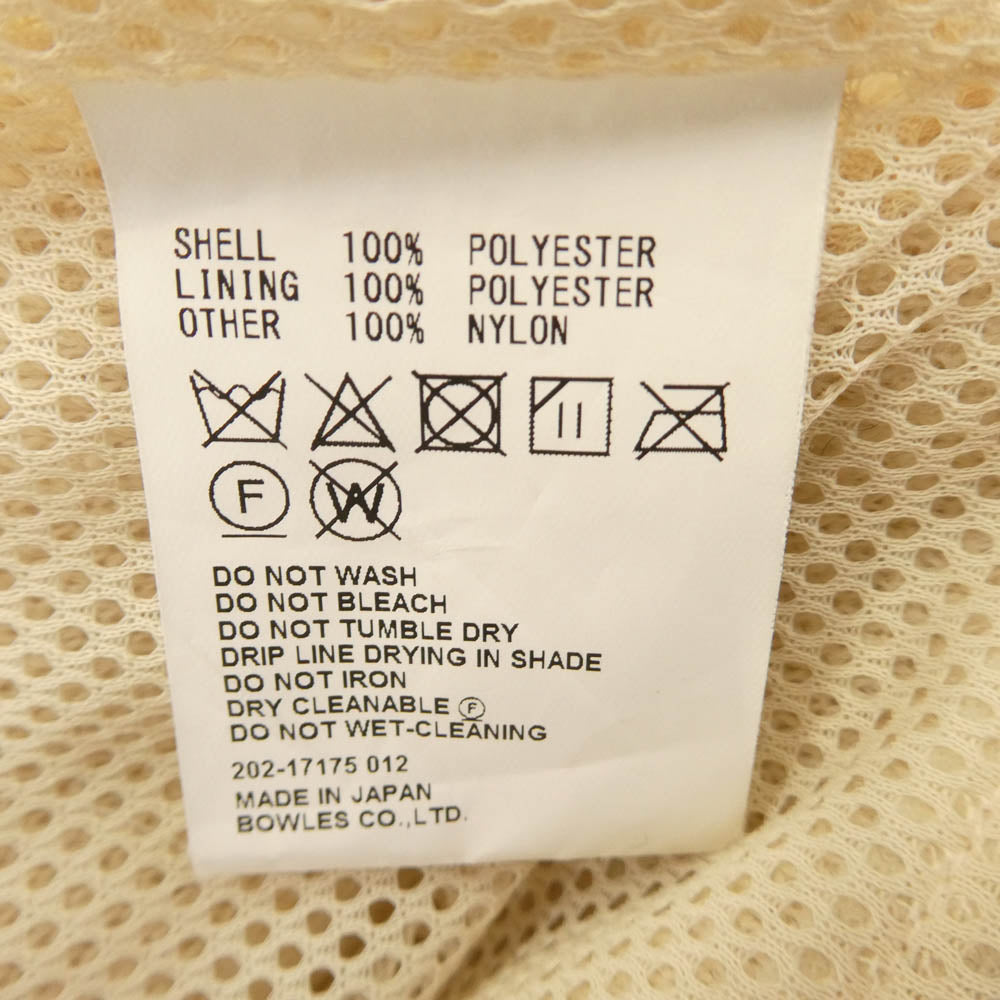 SHELL 100% POLYESTER
LINING 100% POLYESTER
OTHER 100% NYLON
F W
DO NOT WASH
DO NOT BLEACH
DO NOT TUMBLE DRY
DRIP LINE DRYING IN SHADE
DO NOT IRON
DRY CLEANABLE Ⓕ
DO NOT WET-CLEANING
202-17175 012
MADE IN JAPAN
BOWLES CO.,LTD.